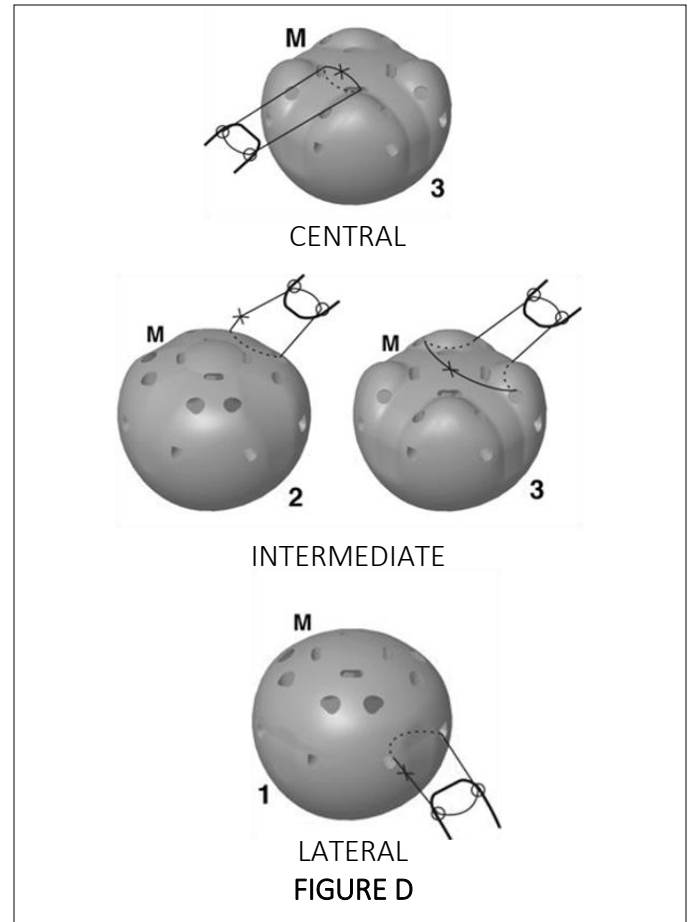 M
3
CENTRAL
M M
2 3
INTERMEDIATE
M
1
LATERAL
FIGURE D